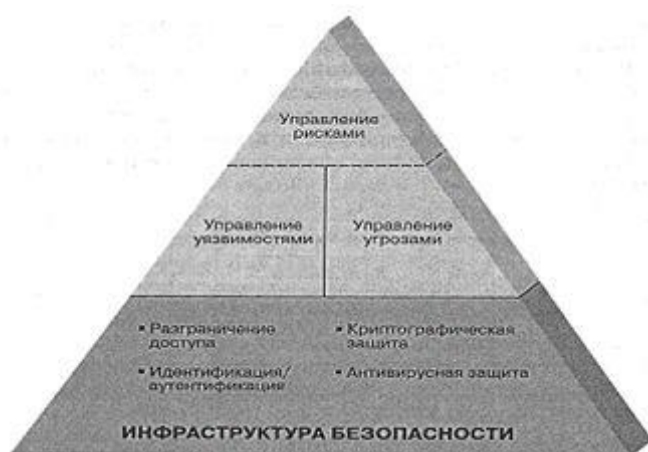 Управление
рисками
Управление
уязвимостями
Управление
угрозами
▪ Разграничение
доступа
▪ Идентификация/
аутентификация
▪ Криптографическая
защита
▪ Антивирусная защита
ИНФРАСТРУКТУРА БЕЗОПАСНОСТИ